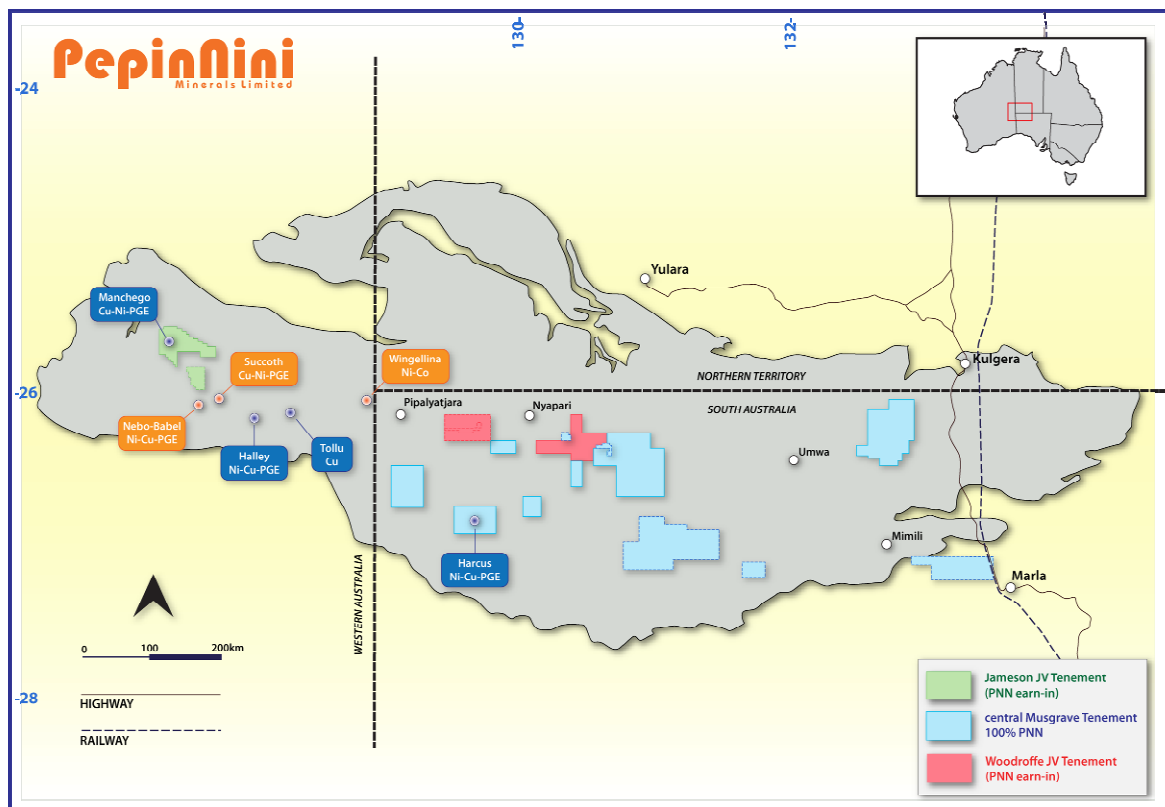 130-
132-
PepinNini
Minerals Limited
-24
Yulara
Manchego
Cu-Ni-PGE
Kulgera
Succoth
Cu-Ni-PGE
Wingellina
Ni-Co
NORTHERN TERRITORY
-26
Pipalyatjara
Nyapari
SOUTH AUSTRALIA
Nebo-Babel
Ni-Cu-PGE
Halley
Ni-Cu-PGE
Tollu
Cu
Umwa
Mimili
Harcus
Ni-Cu-PGE
Marla
WESTERN AUSTRALIA
0 100 200km
HIGHWAY
RAILWAY
-28
Jameson JV Tenement
(PNN earn-in)
central Musgrave Tenement
100% PNN
Woodroffe JV Tenement
(PNN earn-in)